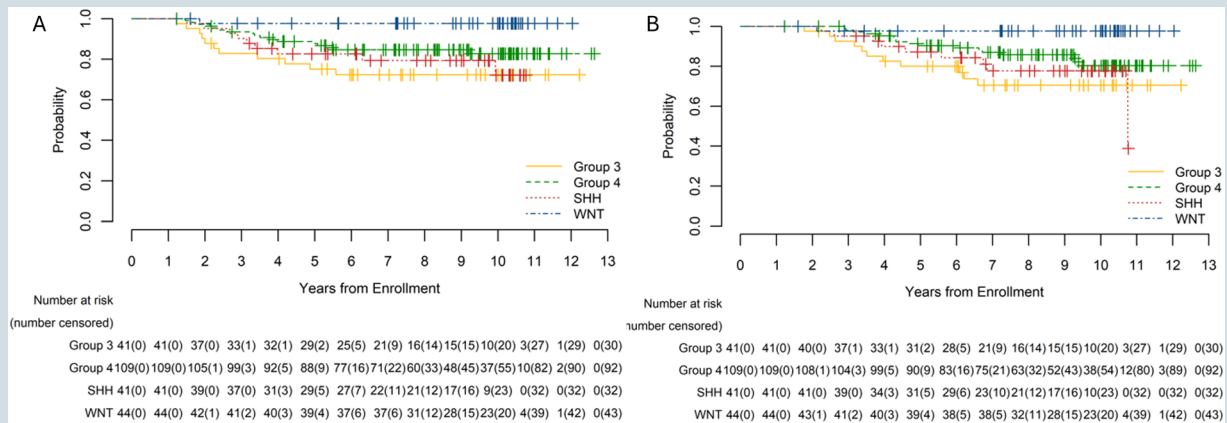 A
B
1.0
0.8
0.6
0.4
0.2
0.0
Probability
Group 3
Group 4
SHH
WNT
0 1 2 3 4 5 6 7 8 9 10 11 12 13
Years from Enrollment
Number at risk
(number censored)
Group 3 41(0) 41(0) 37(0) 33(1) 32(1) 29(2) 25(5) 21(9) 16(14) 15(15) 10(20) 3(27) 1(29) 0(30)
Group 4 109(0) 109(0) 105(1) 99(3) 92(5) 88(9) 77(16) 71(22) 60(33) 48(45) 37(55) 10(82) 2(90) 0(92)
SHH 41(0) 41(0) 39(0) 37(0) 31(3) 29(5) 27(7) 22(11) 21(12) 17(16) 9(23) 0(32) 0(32) 0(32)
WNT 44(0) 44(0) 42(1) 41(2) 40(3) 39(4) 37(6) 37(6) 31(12) 28(15) 23(20) 4(39) 1(42) 0(43)
1.0
0.8
0.6
0.4
0.2
0.0
Probability
Group 3
Group 4
SHH
WNT
0 1 2 3 4 5 6 7 8 9 10 11 12 13
Years from Enrollment
Number at risk
number censored)
Group 3 41(0) 41(0) 40(0) 37(1) 33(1) 31(2) 28(5) 21(9) 16(14) 15(15) 10(20) 3(27) 1(29) 0(30)
Group 4 109(0) 109(0) 108(1) 104(3) 99(5) 90(9) 83(16) 75(21) 63(32) 52(43) 38(54) 12(80) 3(89) 0(92)
SHH 41(0) 41(0) 41(0) 39(0) 34(3) 31(5) 29(6) 23(10) 21(12) 17(16) 10(23) 0(32) 0(32) 0(32)
WNT 44(0) 44(0) 43(1) 41(2) 40(3) 39(4) 38(5) 38(5) 32(11) 28(15) 23(20) 4(39) 1(42) 0(43)